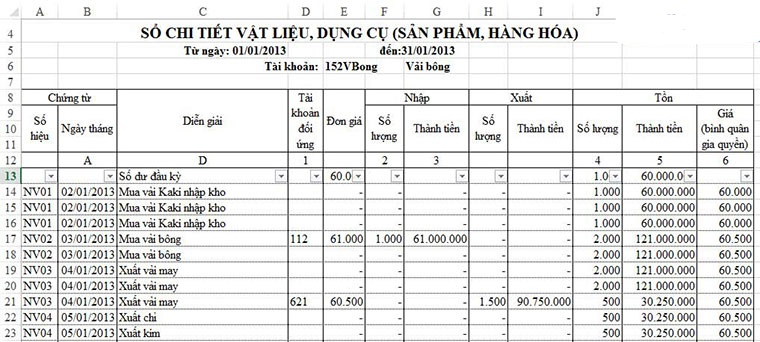 A B C D E F G H I J K L
4 SỔ CHI TIẾT VẬT LIỆU, DỤNG CỤ (SẢN PHẨM, HÀNG HÓA)
5 Từ ngày: 01/01/2013 đến:31/01/2013
6 Tài khoản: 152VBong Vải bông
7
8 Chứng từ Diễn giải Tài khoản đối ứng Đơn giá Nhập Xuất Tồn
9 Số hiệu Ngày tháng Số lượng Thành tiền Số lượng Thành tiền Số lượng Thành tiền Giá (bình quân gia quyền)
10
11
12 A D 1 2 3 4 5 6
13 Số dư đầu kỳ 60.0 - - 1.0 60.000.0
14 NV01 02/01/2013 Mua vải Kaki nhập kho - - - - - 1.000 60.000.000 60.000
15 NV01 02/01/2013 Mua vải Kaki nhập kho - - - - - 1.000 60.000.000 60.000
16 NV01 02/01/2013 Mua vải Kaki nhập kho - - - - - 1.000 60.000.000 60.000
17 NV02 03/01/2013 Mua vải bông 112 61.000 1.000 61.000.000 - - 2.000 121.000.000 60.500
18 NV02 03/01/2013 Mua vải bông - - - - - 2.000 121.000.000 60.500
19 NV03 04/01/2013 Xuất vải may - - - - - 2.000 121.000.000 60.500
20 NV03 04/01/2013 Xuất vải may - - - - - 2.000 121.000.000 60.500
21 NV03 04/01/2013 Xuất vải may 621 60.500 - - 1.500 90.750.000 500 30.250.000 60.500
22 NV04 05/01/2013 Xuất chỉ - - - - - 500 30.250.000 60.500
23 NV04 05/01/2013 Xuất kim - - - - - 500 30.250.000 60.500